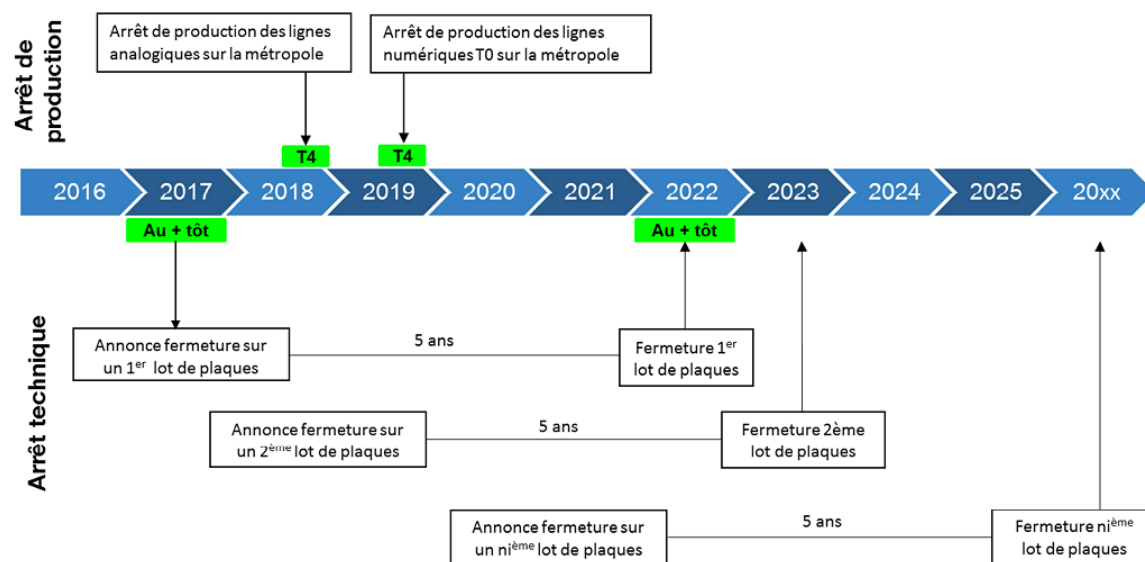 Arrêt de
production
Arrêt de production des lignes
analogiques sur la métropole
Arrêt de production des lignes
numériques T0 sur la métropole
T4
T4
2016
2017
2018
2019
2020
2021
2022
2023
2024
2025
20xx
Au + tôt
Au + tôt
Arrêt technique
Annonce fermeture sur
un 1er lot de plaques
5 ans
Fermeture 1er
lot de plaques
Annonce fermeture sur
un 2ème lot de plaques
5 ans
Fermeture 2ème
lot de plaques
Annonce fermeture sur
un nième lot de plaques
5 ans
Fermeture nième
lot de plaques